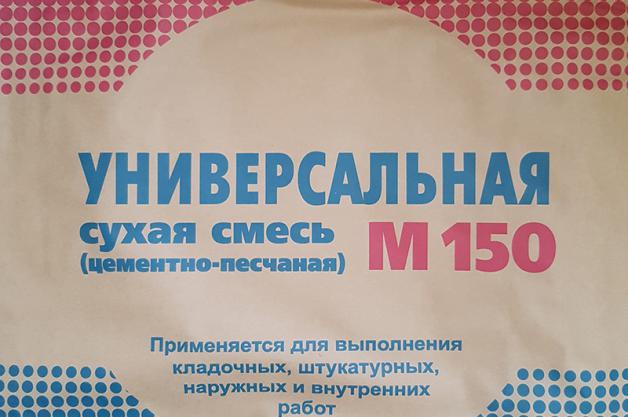 УНИВЕРСАЛЬНАЯ
сухая смесь М 150
(цементно-песчаная)
Применяется для выполнения
кладочных, штукатурных,
наружных и внутренних
работ